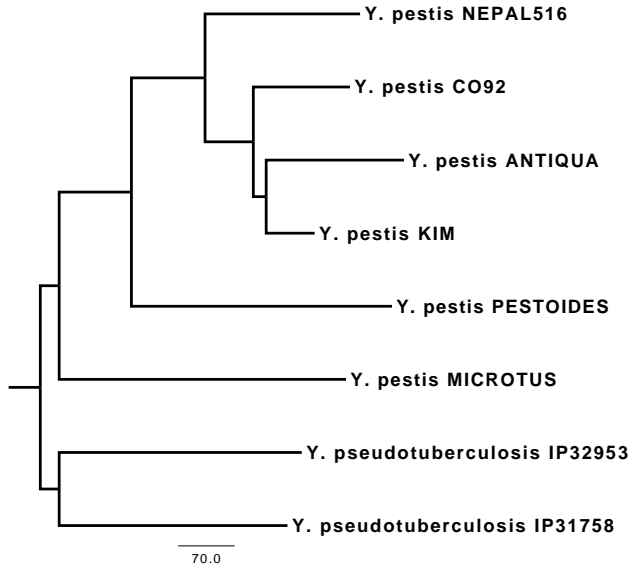 Y. pestis NEPAL516
Y. pestis CO92
Y. pestis ANTIQUA
Y. pestis KIM
Y. pestis PESTOIDES
Y. pestis MICROTUS
Y. pseudotuberculosis IP32953
Y. pseudotuberculosis IP31758
70.0